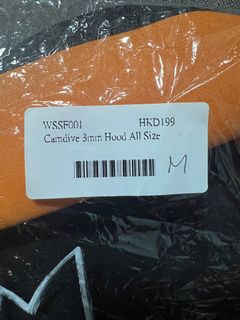 WSSF001 HKD199
Camdive 3mm Hood All Size
M
M